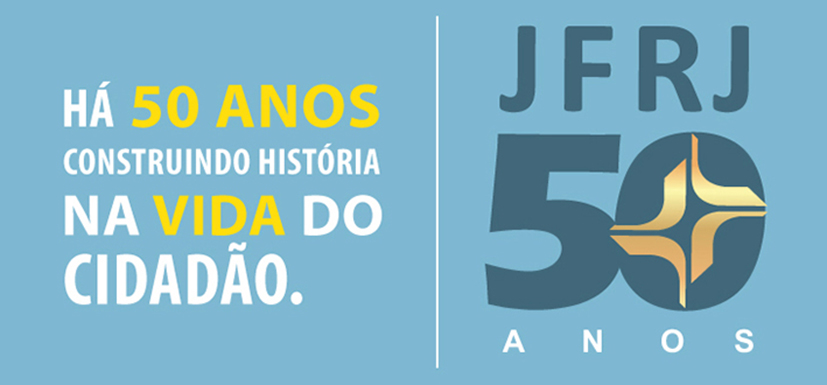 HÁ 50 ANOS
CONSTRUINDO HISTÓRIA
NA VIDA DO
CIDADÃO.
JFRJ
50
ANOS